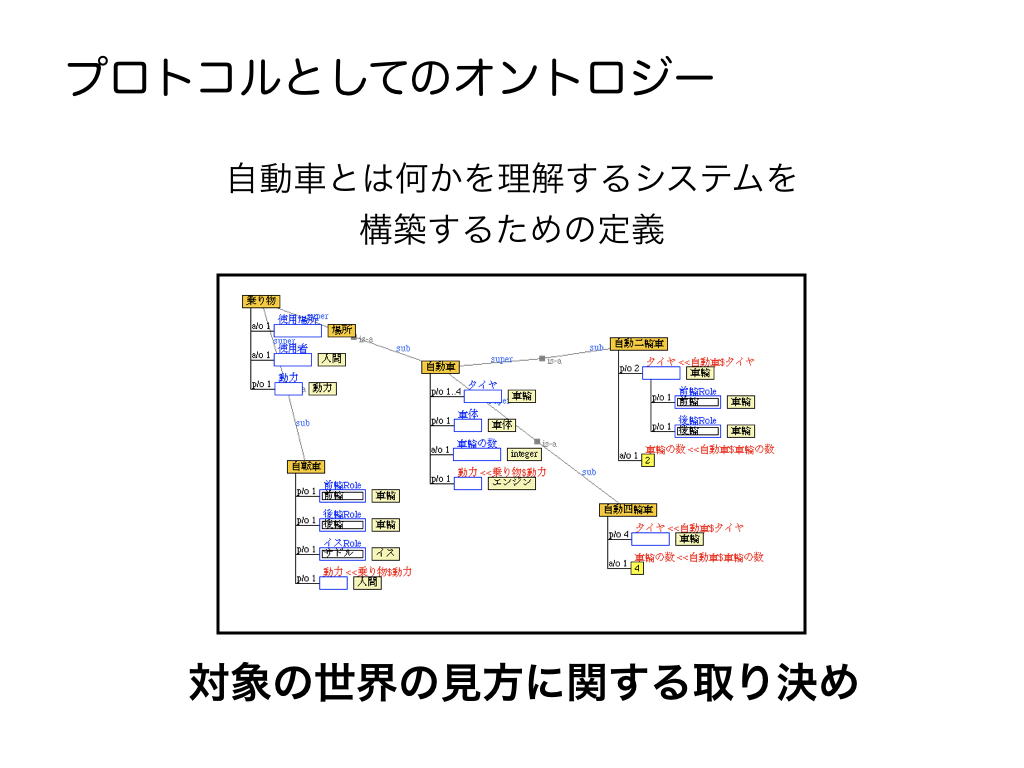 プロトコルとしてのオントロジー
自動車とは何かを理解するシステムを
構築するための定義
乗り物
使用場所
super
a/o 1
場所
is-a
super
使用者
a/o 1
人間
動力
p/o 1
動力
sub
sub
自動車
super
is-a
sub
タイヤ
p/o 1..4
車輪
車体
p/o 1
車体
車輪の数
a/o 1
integer
動力 <<乗り物$動力
p/o 1
エンジン
is-a
sub
自動二輪車
タイヤ <<自動車$タイヤ
p/o 2
車輪
前輪Role
p/o 1
前輪
車輪
後輪Role
p/o 1
後輪
車輪
車輪の数 <<自動車$車輪の数
a/o 1
2
自転車
前輪Role
p/o 1
前輪
車輪
後輪Role
p/o 1
後輪
車輪
イスRole
p/o 1
サドル
イス
動力 <<乗り物$動力
p/o 1
人間
自動四輪車
タイヤ <<自動車$タイヤ
p/o 4
車輪
車輪の数 <<自動車$車輪の数
a/o 1
4
対象の世界の見方に関する取り決め